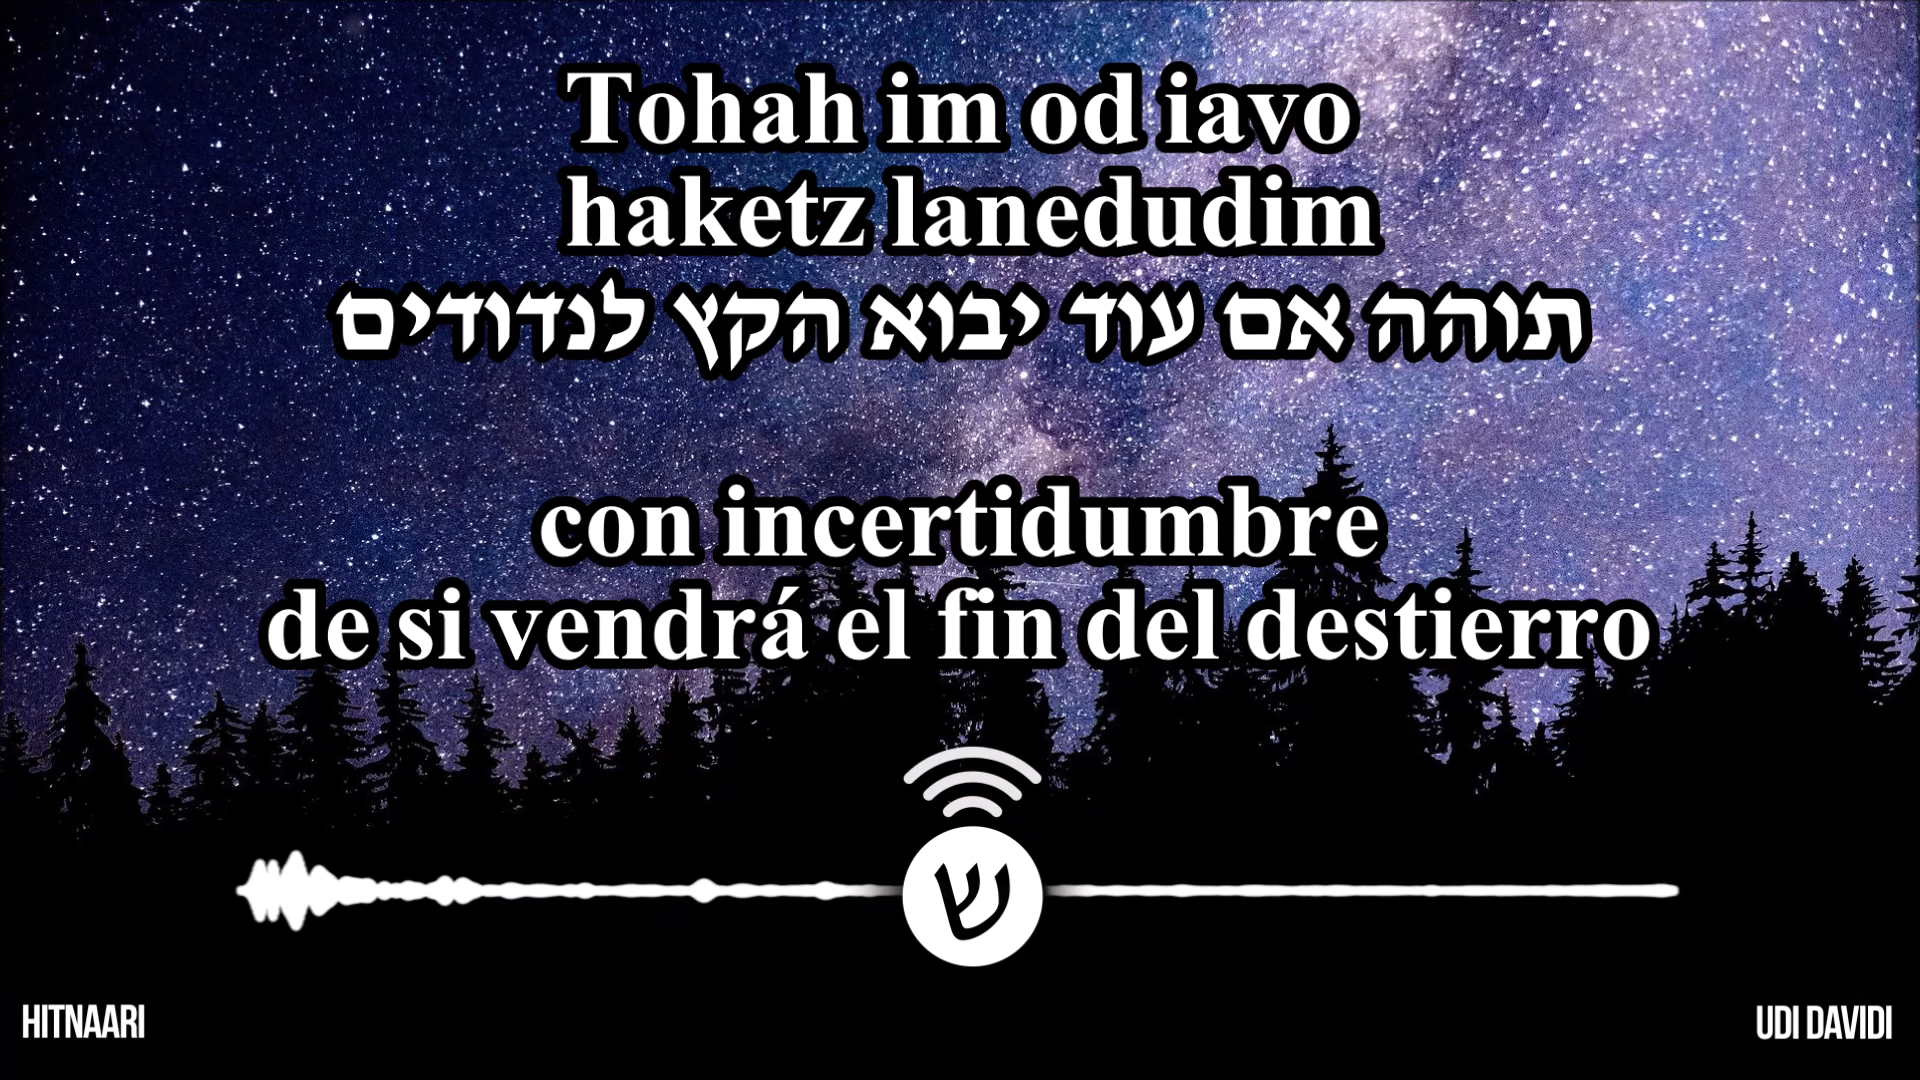 Tohah im od iavo
haketz lanedudim
תוהה אם עוד יבוא הקץ לנדודים
con incertidumbre
de si vendrá el fin del destierro
ש
HITNAARI
UDI DAVIDI